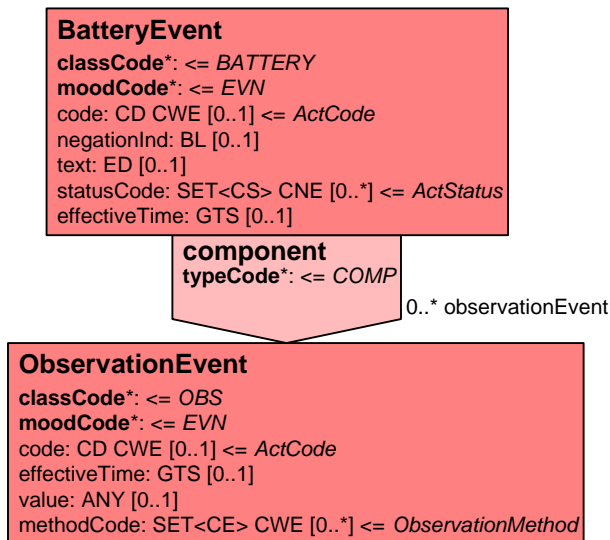 BatteryEvent
classCode*: <= BATTERY
moodCode*: <= EVN
code: CD CWE [0..1] <= ActCode
negationInd: BL [0..1]
text: ED [0..1]
statusCode: SET<CS> CNE [0..*] <= ActStatus
effectiveTime: GTS [0..1]
component
typeCode*: <= COMP
0..* observationEvent
ObservationEvent
classCode*: <= OBS
moodCode*: <= EVN
code: CD CWE [0..1] <= ActCode
effectiveTime: GTS [0..1]
value: ANY [0..1]
methodCode: SET<CE> CWE [0..*] <= ObservationMethod